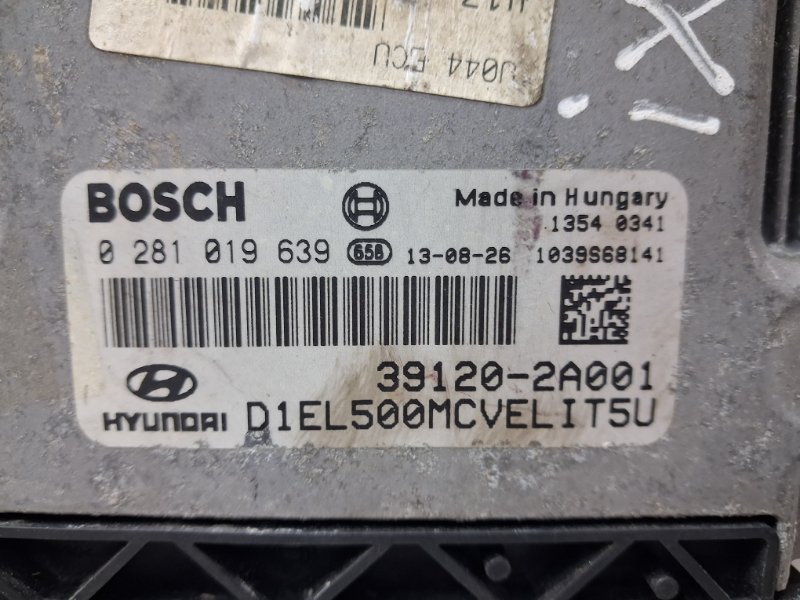 J044 ECU
BOSCH
Made in Hungary
1354 0341
0 281 019 639 658 13-08-26 1039S68141
39120-2A001
HYUNDAI D1EL500MCVELIT5U